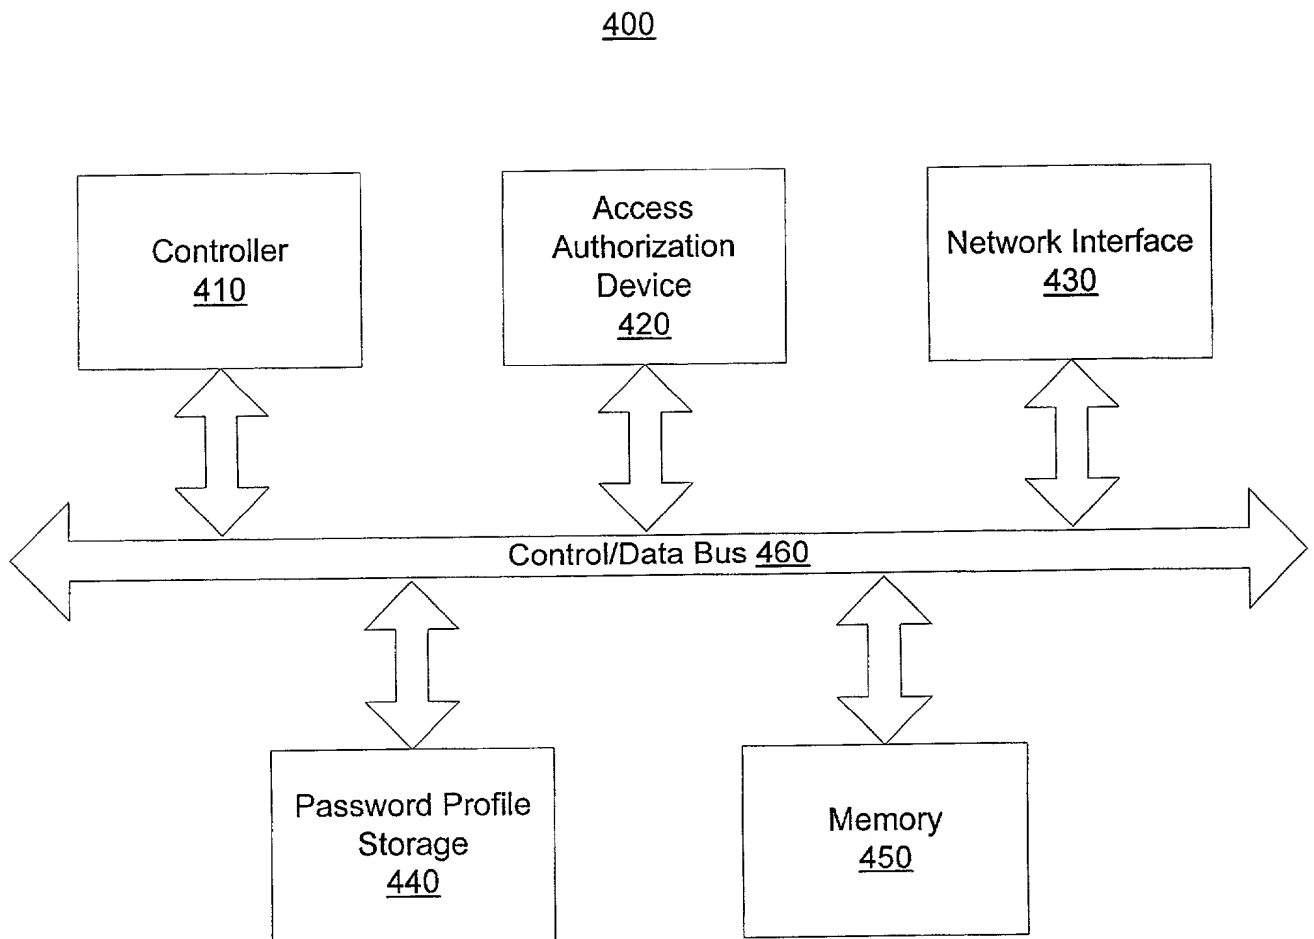 400
Controller
410
Access
Authorization
Device
420
Network Interface
430
Control/Data Bus 460
Password Profile
Storage
440
Memory
450